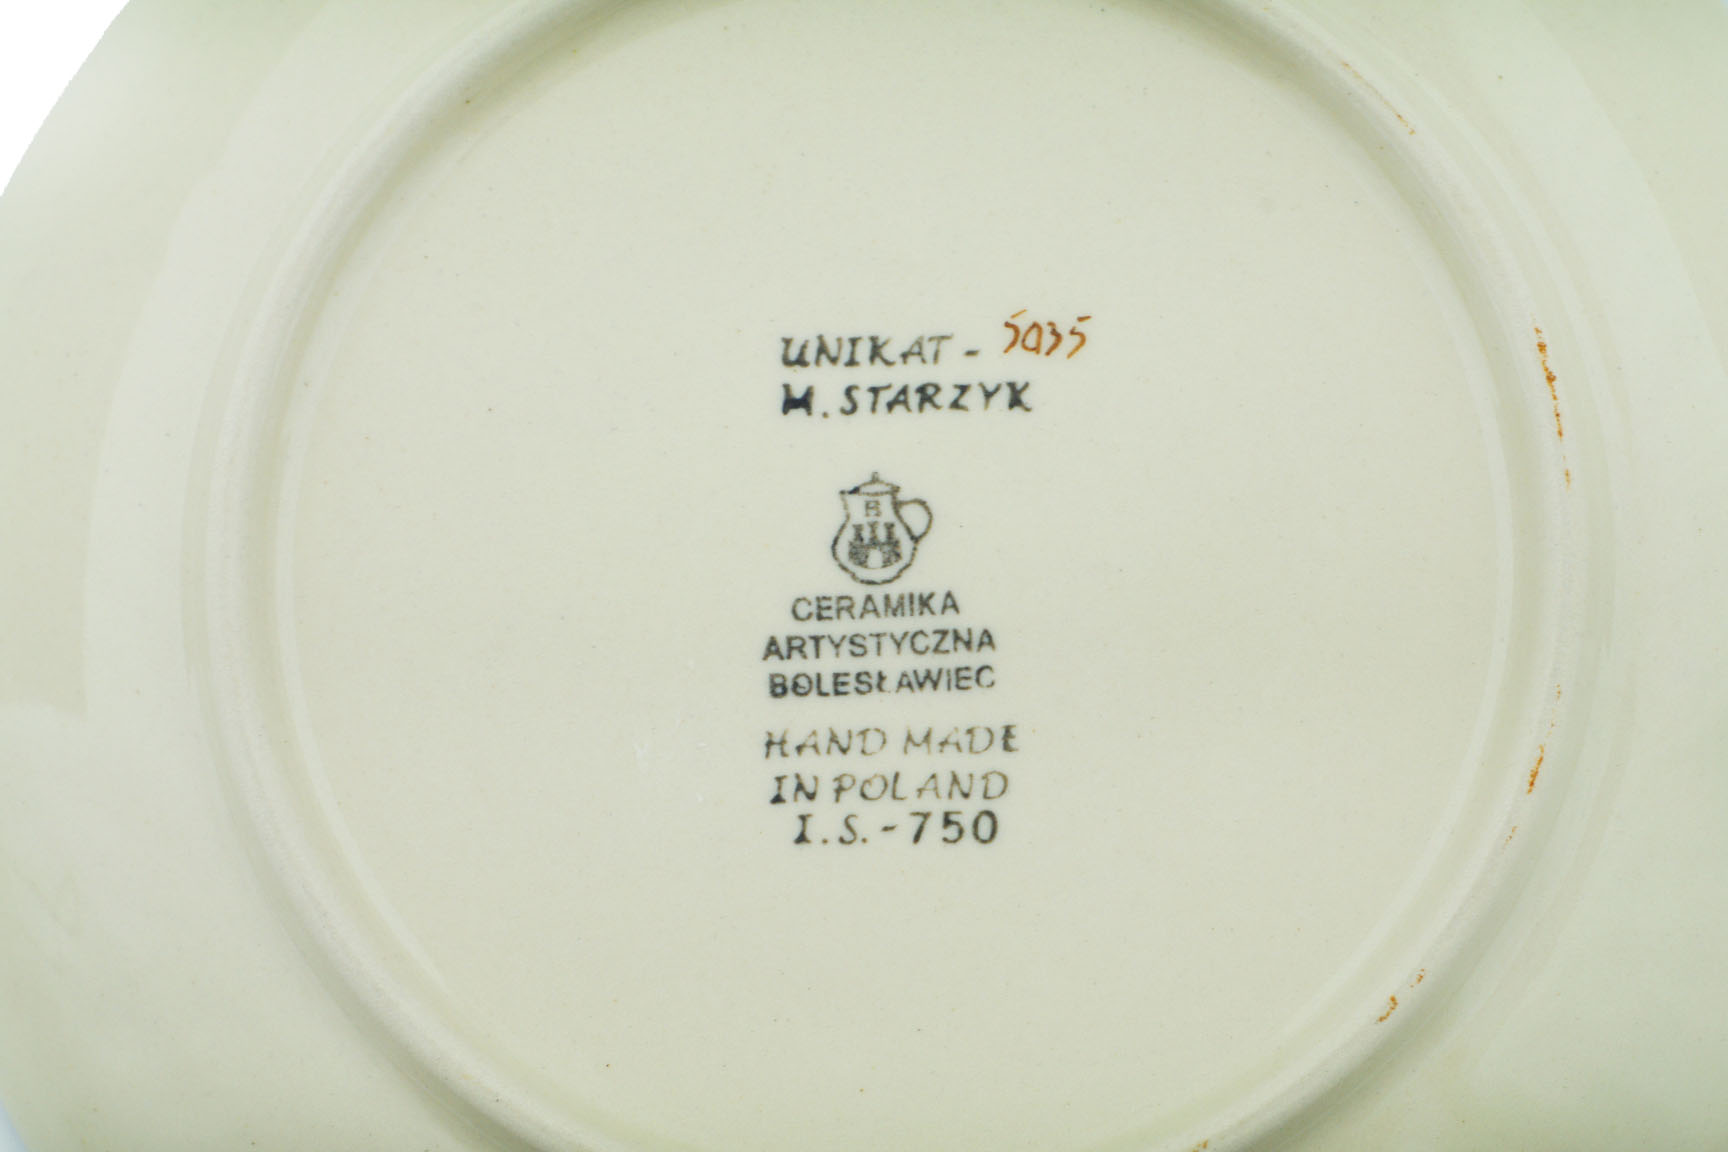 UNIKAT - 5035
M. STARZYK
B
CERAMIKA
ARTYSTYCZNA
BOLESŁAWIEC
HAND MADE
IN POLAND
I.S.-750